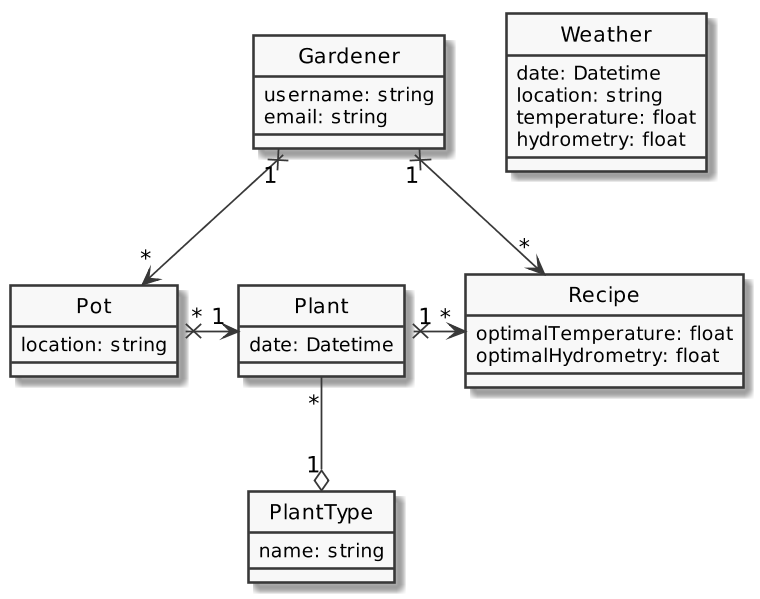 Gardener
username: string
email: string
Weather
date: Datetime
location: string
temperature: float
hydrometry: float
1
1
*
*
Pot
location: string
* 1
Plant
date: Datetime
1 *
Recipe
optimalTemperature: float
optimalHydrometry: float
*
1
PlantType
name: string